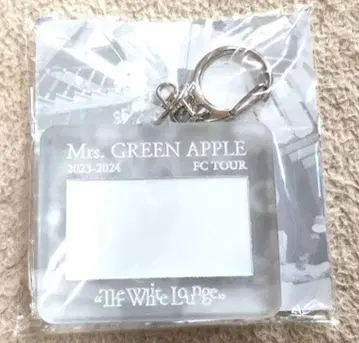 Mrs. GREEN APPLE
2023-2024 FC TOUR
"The White Lounge"